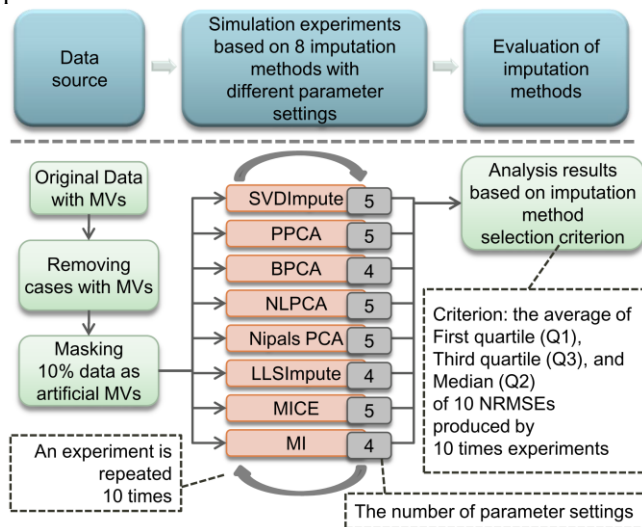 Data
source
Simulation experiments
based on 8 imputation
methods with
different parameter
settings
Evaluation of
imputation
methods
Original Data
with MVs
Removing
cases with MVs
Masking
10% data as
artificial MVs
An experiment is
repeated
10 times
SVDImpute 5
PPCA 5
BPCA 4
NLPCA 5
Nipals PCA 5
LLSImpute 4
MICE 5
MI 4
Analysis results
based on imputation
method
selection criterion
Criterion: the average of
First quartile (Q1),
Third quartile (Q3), and
Median (Q2)
of 10 NRMSEs
produced by
10 times experiments
The number of parameter settings